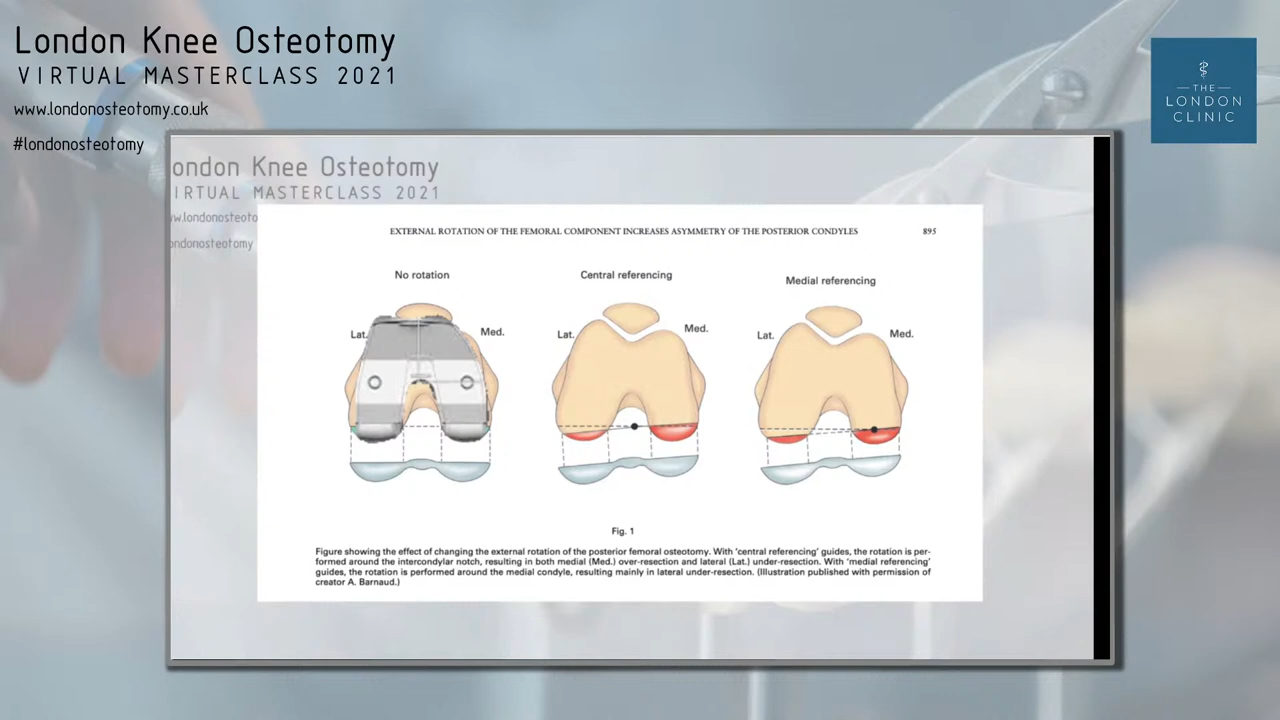 London Knee Osteotomy
VIRTUAL MASTERCLASS 2021
www.londonosteotomy.co.uk
#londonosteotomy
THE
LONDON
CLINIC
ondon Knee Osteotomy
IRTUAL MASTERCLASS 2021
w.londonosteoto
ondonosteotomy
EXTERNAL ROTATION OF THE FEMORAL COMPONENT INCREASES ASYMMETRY OF THE POSTERIOR CONDYLES
895
No rotation
Central referencing
Medial referencing
Lat.
Med.
Lat.
Med.
Lat.
Med.
Fig. 1
Figure showing the effect of changing the external rotation of the posterior femoral osteotomy. With 'central referencing' guides, the rotation is per-
formed around the intercondylar notch, resulting in both medial (Med.) over-resection and lateral (Lat.) under-resection. With 'medial referencing'
guides, the rotation is performed around the medial condyle, resulting mainly in lateral under-resection. (Illustration published with permission of
creator A. Barnaud.)